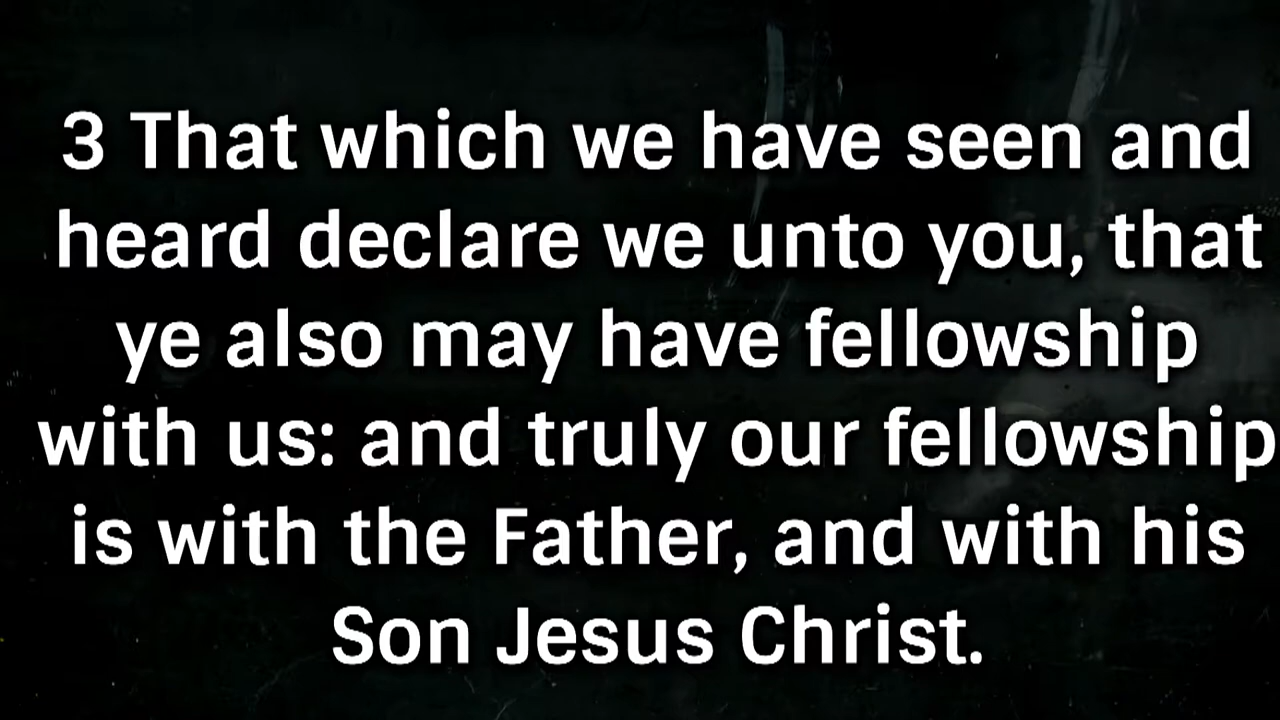 3 That which we have seen and
heard declare we unto you, that
ye also may have fellowship
with us: and truly our fellowship
is with the Father, and with his
Son Jesus Christ.